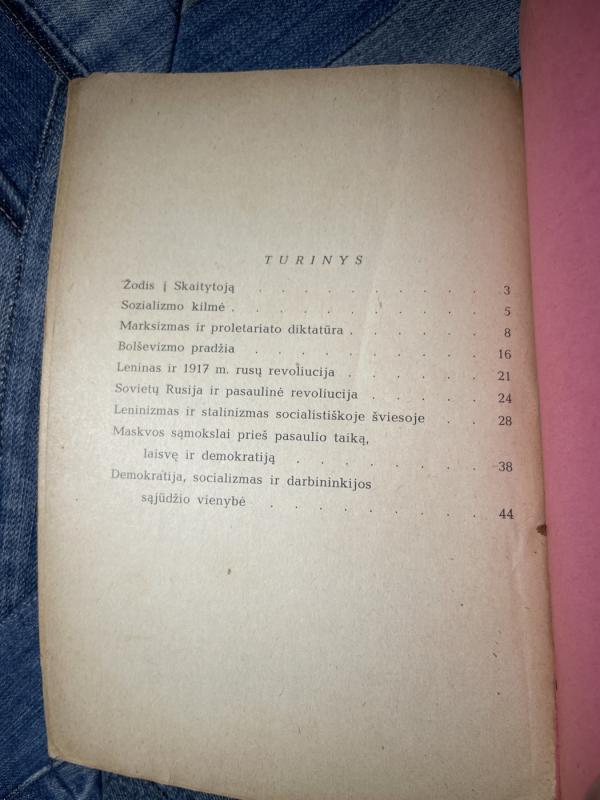 TURINYS
Žodis į Skaitytoją . . . . . . . . . 3
Sozializmo kilmė . . . . . . . . . 5
Marksizmas ir proletariato diktatūra . . . . . 8
Bolševizmo pradžia . . . . . . . . 16
Leninas ir 1917 m. rusų revoliucija . . . . . 21
Sovietų Rusija ir pasaulinė revoliucija . . . . . 24
Leninizmas ir stalinizmas socialistiškoje šviesoje . . 28
Maskvos sąmokslai prieš pasaulio taiką,
laisvę ir demokratiją . . . . . . . 38
Demokratija, socializmas ir darbininkijos
sąjūdžio vienybė . . . . . . . . 44